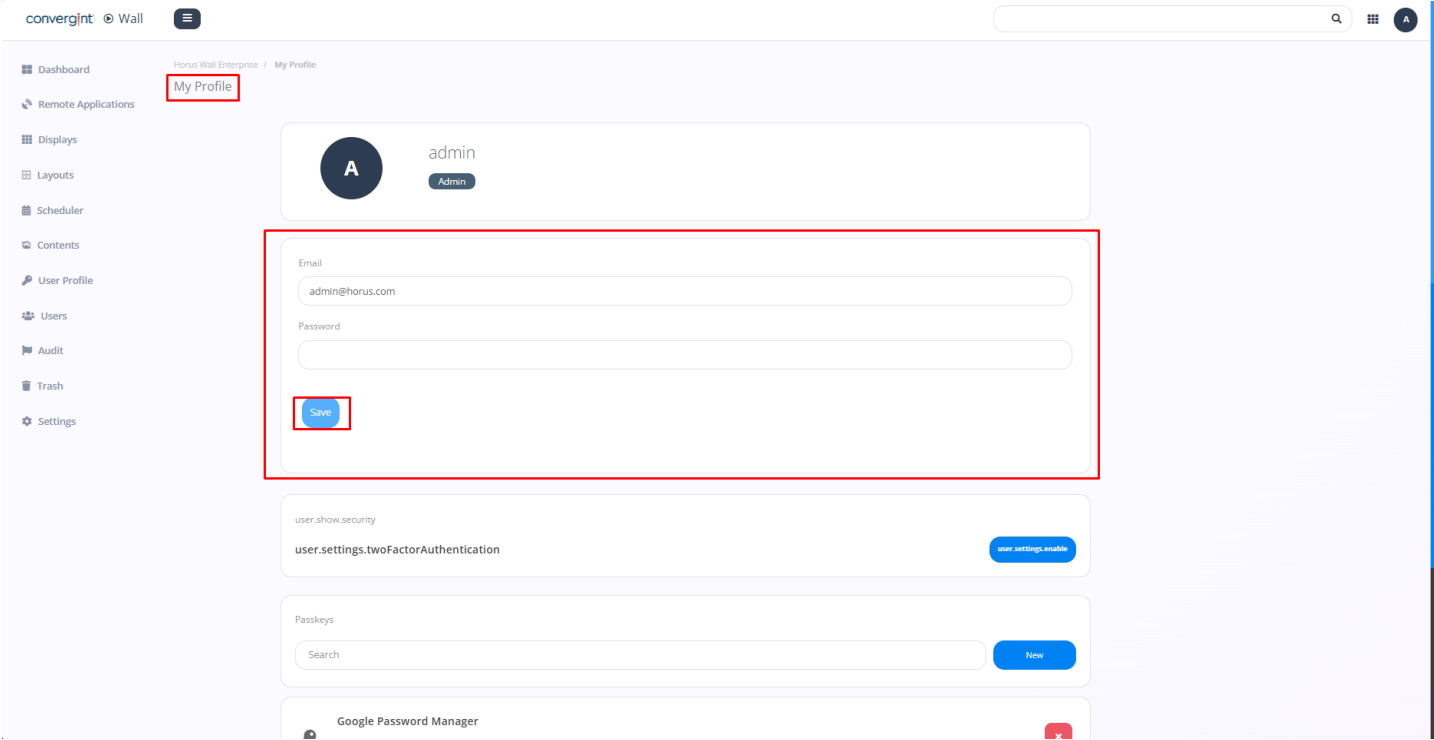 convergint Wall
A
Dashboard
Remote Applications
Displays
Layouts
Scheduler
Contents
User Profile
Users
Audit
Trash
Settings
Horus Wall Enterprise / My Profile
My Profile
A
admin
Admin
Email
admin@horus.com
Password
Save
user.show.security
user.settings.twoFactorAuthentication
user.settings.enable
Passkeys
Search
New
Google Password Manager
x